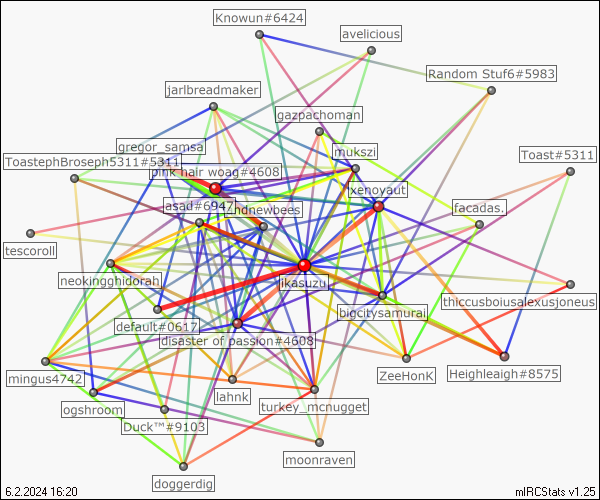 Knowun#6424
avelicious
Random Stuf6#5983
jarlbreadmaker
gazpachoman
gregor_samsa
mukszi
Toast#5311
ToastephBroseph5311#5311
pink hair woag#4608
xenoyaut
asad#6947
hdnewbees
facadas.
tescoroll
neokingghidorah
ikasuzu
thiccusboiusalexusjoneus
default#0617
bigcitysamurai
disaster of passion#4608
mingus4742
ZeeHonK
Heighleaigh#8575
lahnk
ogshroom
turkey_mcnugget
Duck™#9103
moonraven
doggerdig
6.2.2024 16:20
mIRCStats v1.25